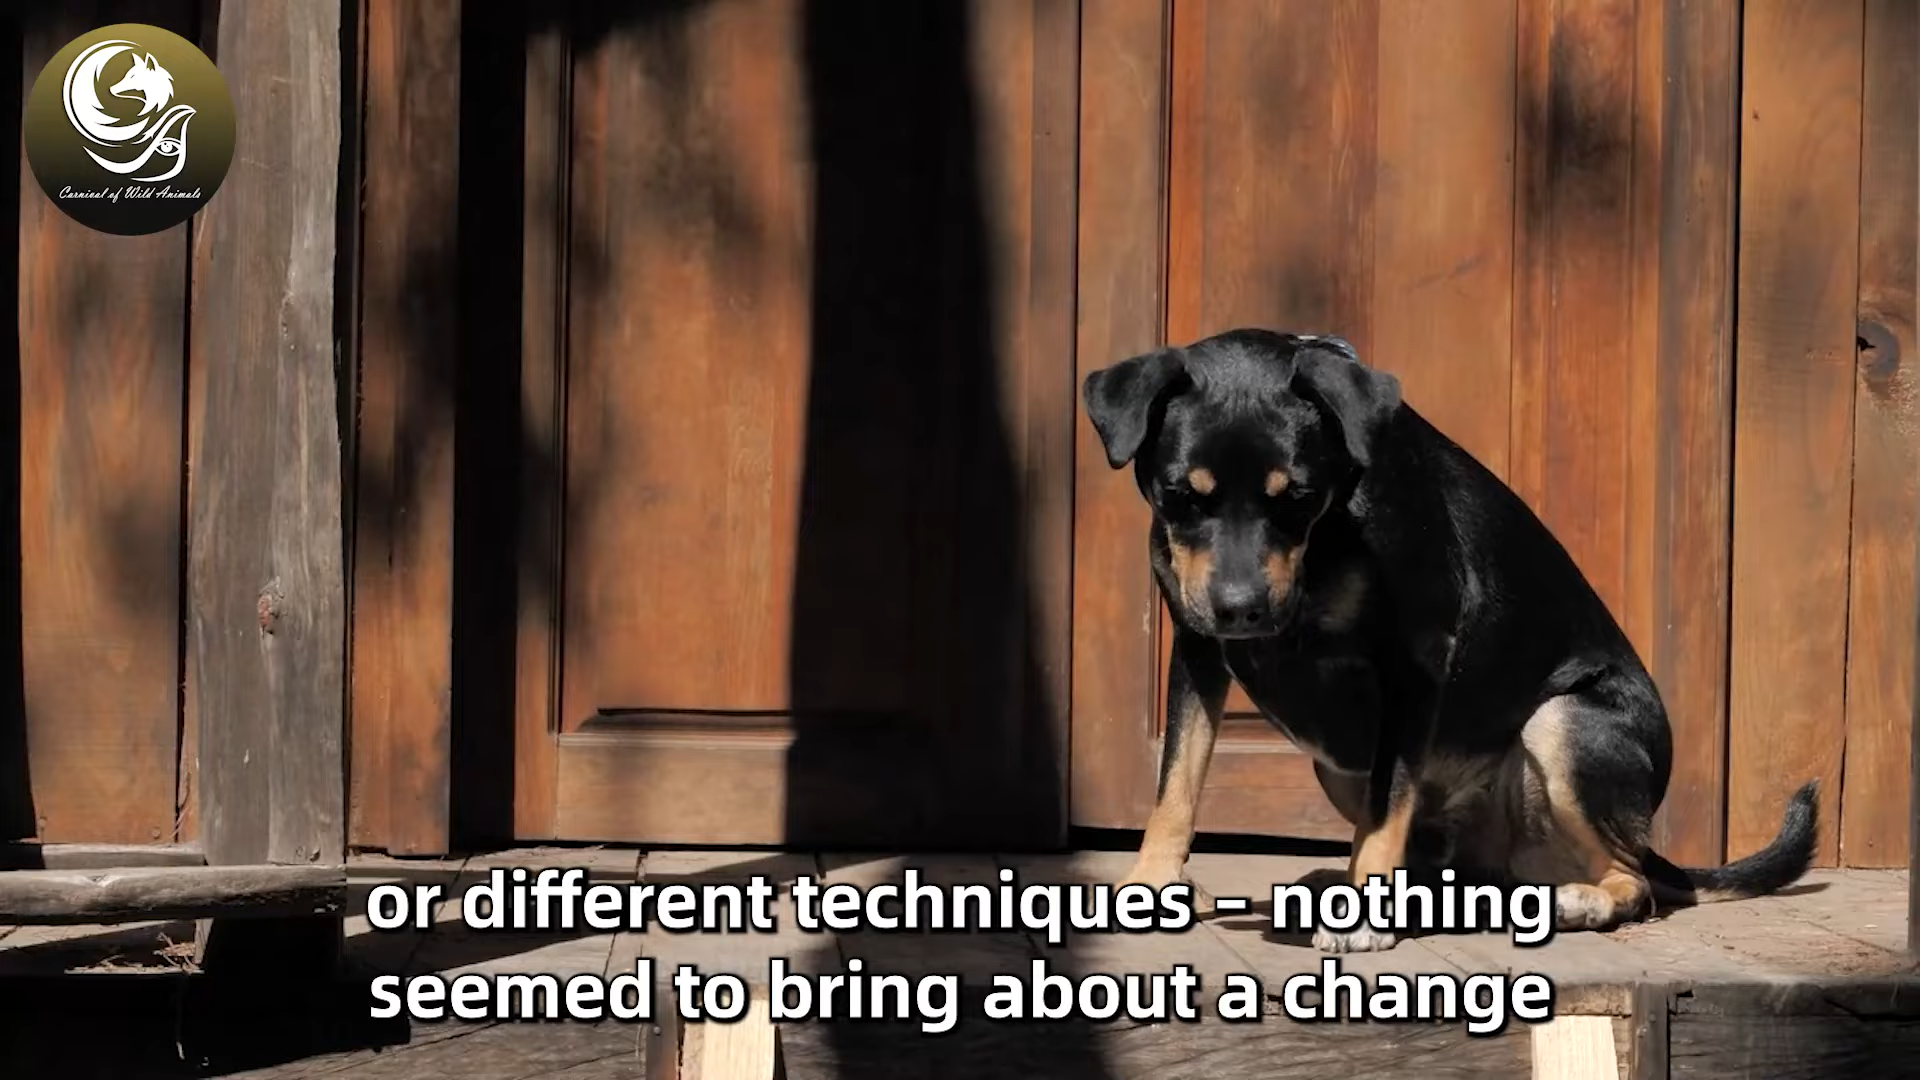 Carnival of Wild Animals
or different techniques – nothing
seemed to bring about a change